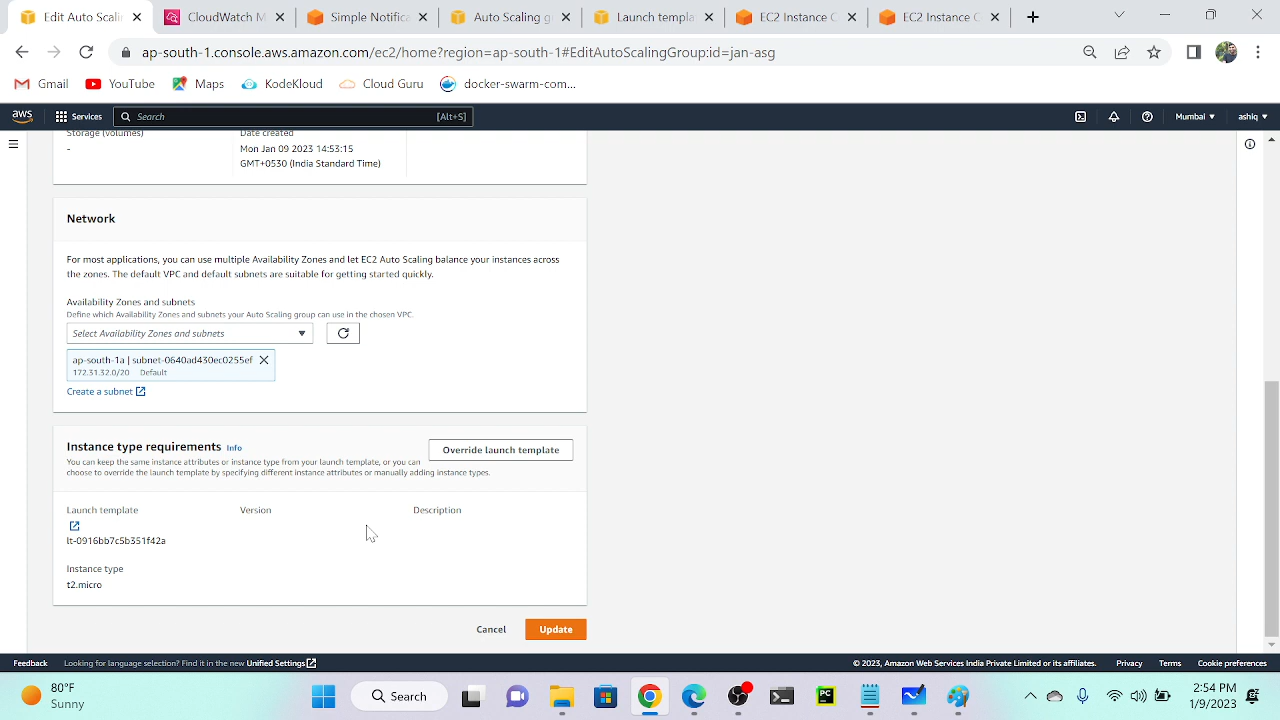 Edit Auto Scalin
CloudWatch M
Simple Notifica
Auto Scaling g
Launch templa
EC2 Instance C
EC2 Instance C
ap-south-1.console.aws.amazon.com/ec2/home?region=ap-south-1#EditAutoScalingGroup:id=jan-asg
Gmail
YouTube
Maps
KodeKloud
Cloud Guru
docker-swarm-com...
aws
Services
Search
[Alt+S]
Mumbai
ashiq
Storage (volumes)
-
Date created
Mon Jan 09 2023 14:53:15
GMT+0530 (India Standard Time)
Network
For most applications, you can use multiple Availability Zones and let EC2 Auto Scaling balance your instances across
the zones. The default VPC and default subnets are suitable for getting started quickly.
Availability Zones and subnets
Define which Availability Zones and subnets your Auto Scaling group can use in the chosen VPC.
Select Availability Zones and subnets
ap-south-1a | subnet-0640ad430ec0255ef
172.31.32.0/20 Default
Create a subnet
Instance type requirements Info
Override launch template
You can keep the same instance attributes or instance type from your launch template, or you can
choose to override the launch template by specifying different instance attributes or manually adding instance types.
Launch template
Version
Description
lt-0916bb7c5b351f42a
Instance type
t2.micro
Cancel
Update
Feedback
Looking for language selection? Find it in the new Unified Settings
© 2023, Amazon Web Services India Private Limited or its affiliates.
Privacy
Terms
Cookie preferences
80°F
Sunny
Search
PC
2:54 PM
1/9/2023